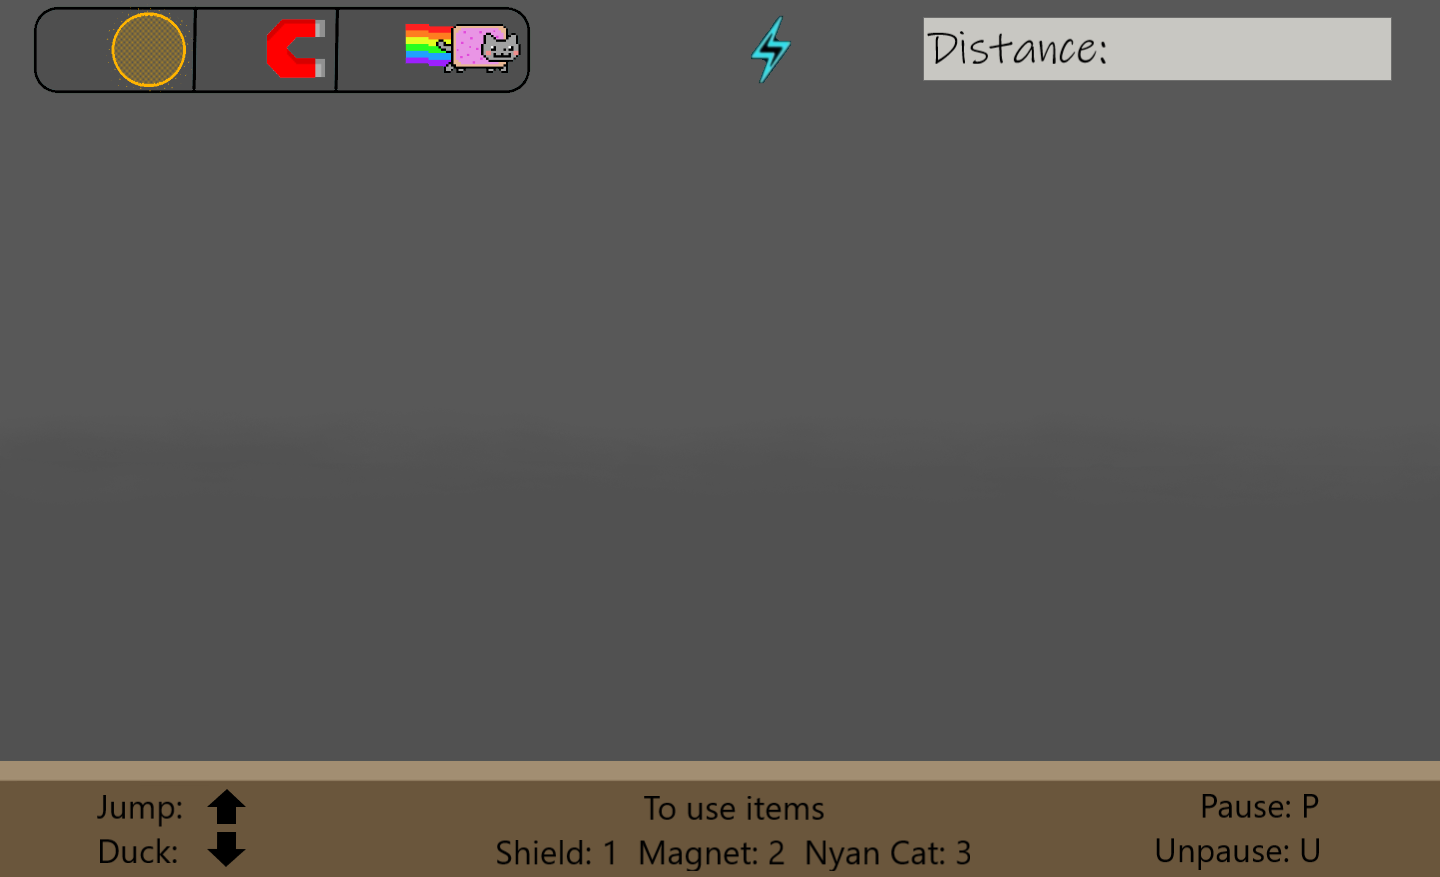 Distance:
Jump:
Duck:
To use items
Shield: 1 Magnet: 2 Nyan Cat: 3
Pause: P
Unpause: U